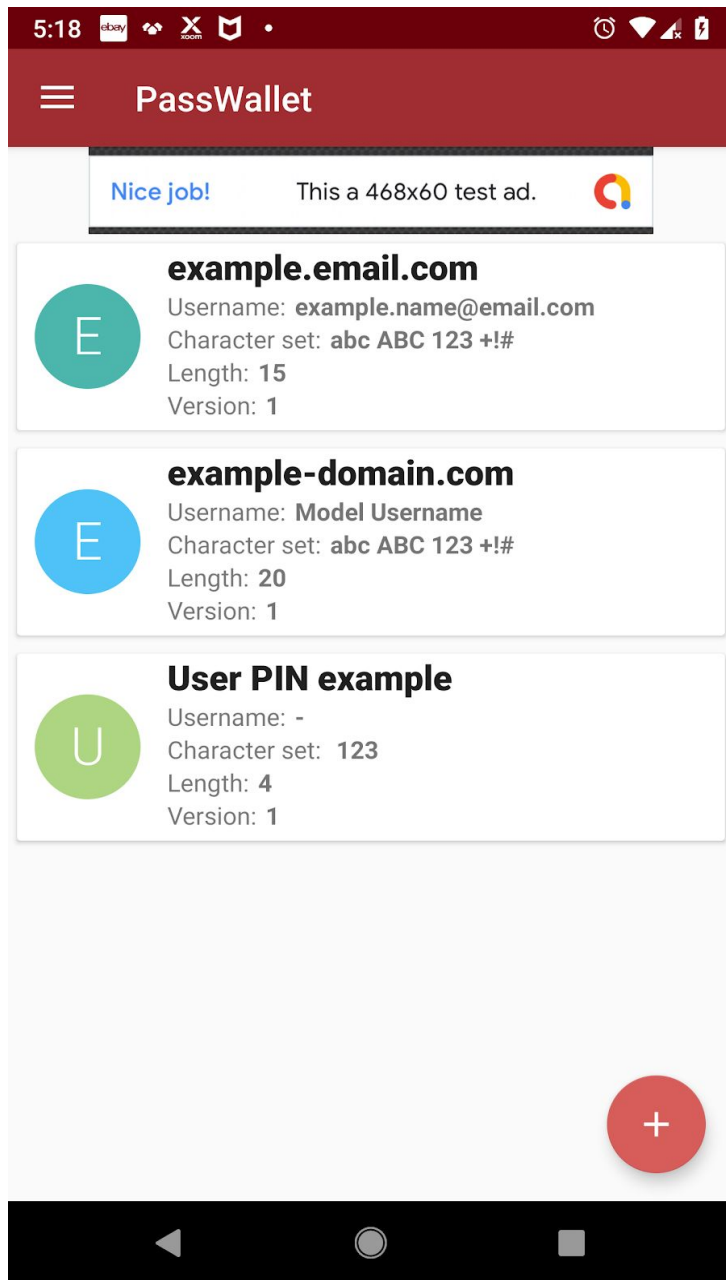 5:18 ebay xoom
PassWallet
Nice job! This a 468x60 test ad.
example.email.com
E
Username: example.name@email.com
Character set: abc ABC 123 +!#
Length: 15
Version: 1
example-domain.com
E
Username: Model Username
Character set: abc ABC 123 +!#
Length: 20
Version: 1
User PIN example
U
Username: -
Character set: 123
Length: 4
Version: 1
+